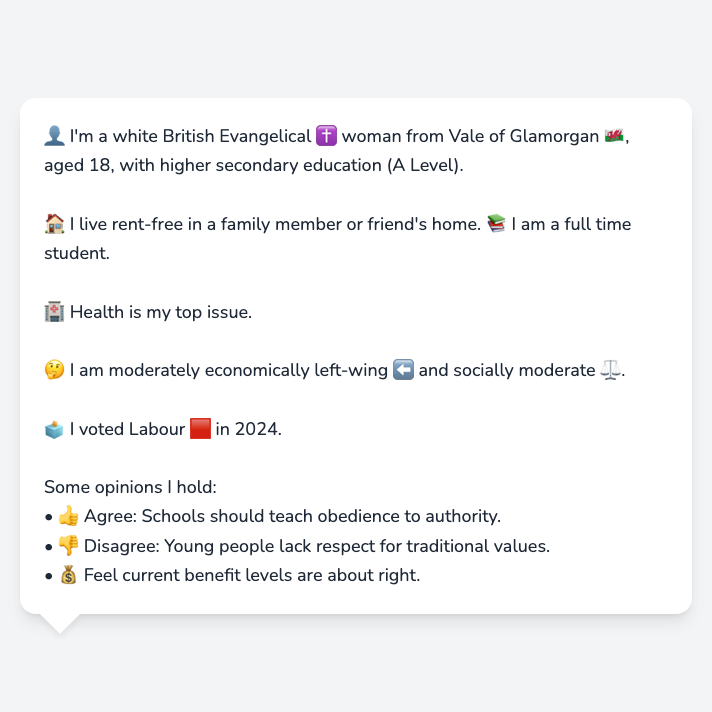 👤 I'm a white British Evangelical ✝️ woman from Vale of Glamorgan 🏴󠁧󠁢󠁷󠁬󠁳󠁿,
aged 18, with higher secondary education (A Level).
🏠 I live rent-free in a family member or friend's home. 📚 I am a full time
student.
🏥 Health is my top issue.
🤔 I am moderately economically left-wing ⬅️ and socially moderate ⚖️.
🗳️ I voted Labour 🟥 in 2024.
Some opinions I hold:
• 👍 Agree: Schools should teach obedience to authority.
• 👎 Disagree: Young people lack respect for traditional values.
• 💰 Feel current benefit levels are about right.